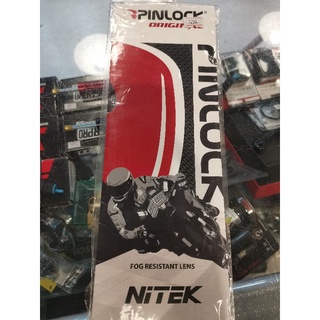 PINLOCK
ORIGINAL
PINLOCK
FOG RESISTANT LENS
NiTEK